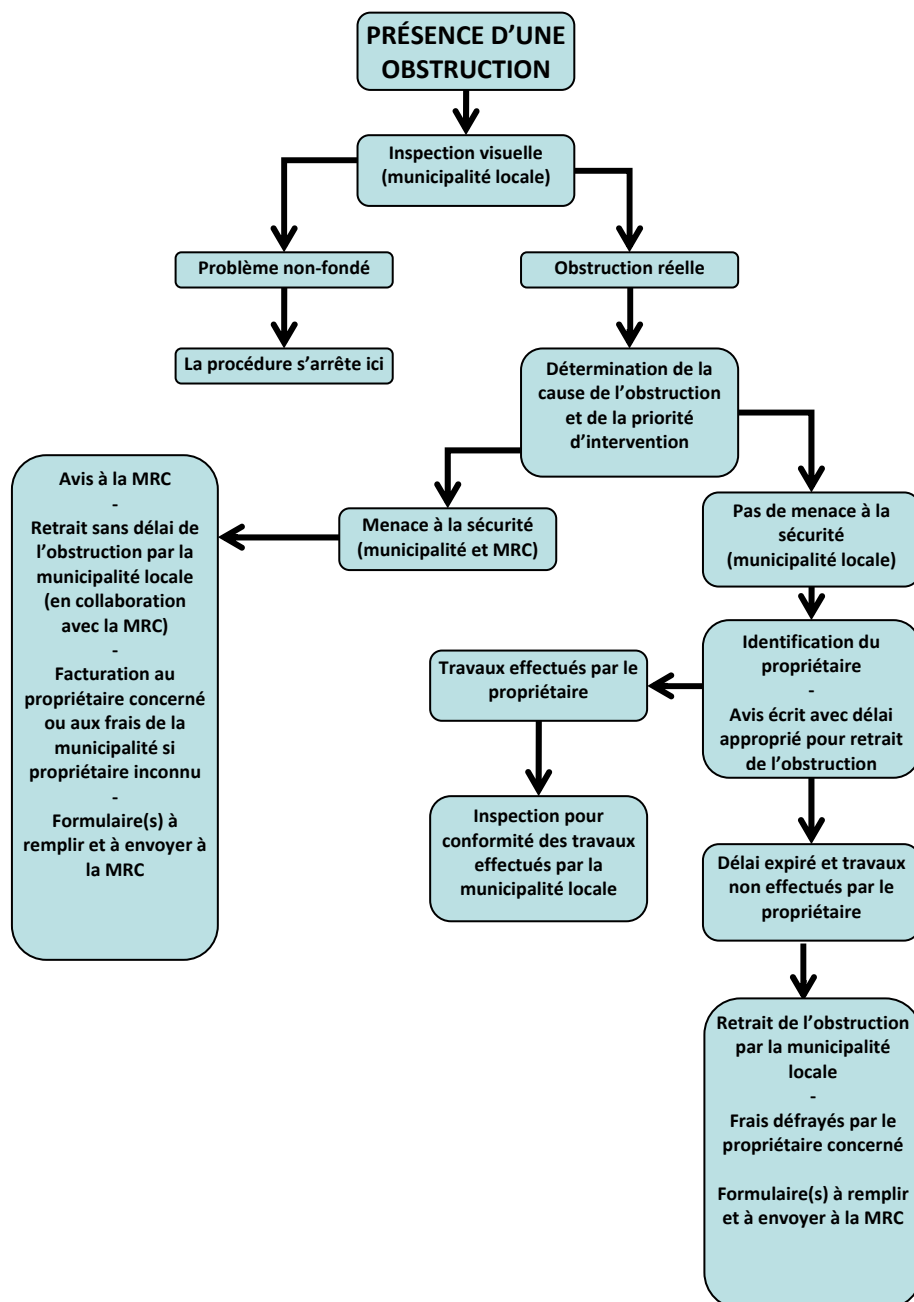 PRÉSENCE D’UNE
OBSTRUCTION
Inspection visuelle
(municipalité locale)
Problème non-fondé
Obstruction réelle
La procédure s’arrête ici
Détermination de la
cause de l’obstruction
et de la priorité
d’intervention
Avis à la MRC
-
Retrait sans délai de
l’obstruction par la
municipalité locale
(en collaboration
avec la MRC)
-
Facturation au
propriétaire concerné
ou aux frais de la
municipalité si
propriétaire inconnu
-
Formulaire(s) à
remplir et à envoyer à
la MRC
Menace à la sécurité
(municipalité et MRC)
Pas de menace à la
sécurité
(municipalité locale)
Identification du
propriétaire
-
Avis écrit avec délai
approprié pour retrait
de l’obstruction
Travaux effectués par le
propriétaire
Inspection pour
conformité des travaux
effectués par la
municipalité locale
Délai expiré et travaux
non effectués par le
propriétaire
Retrait de l’obstruction
par la municipalité
locale
-
Frais défrayés par le
propriétaire concerné
Formulaire(s) à remplir
et à envoyer à la MRC